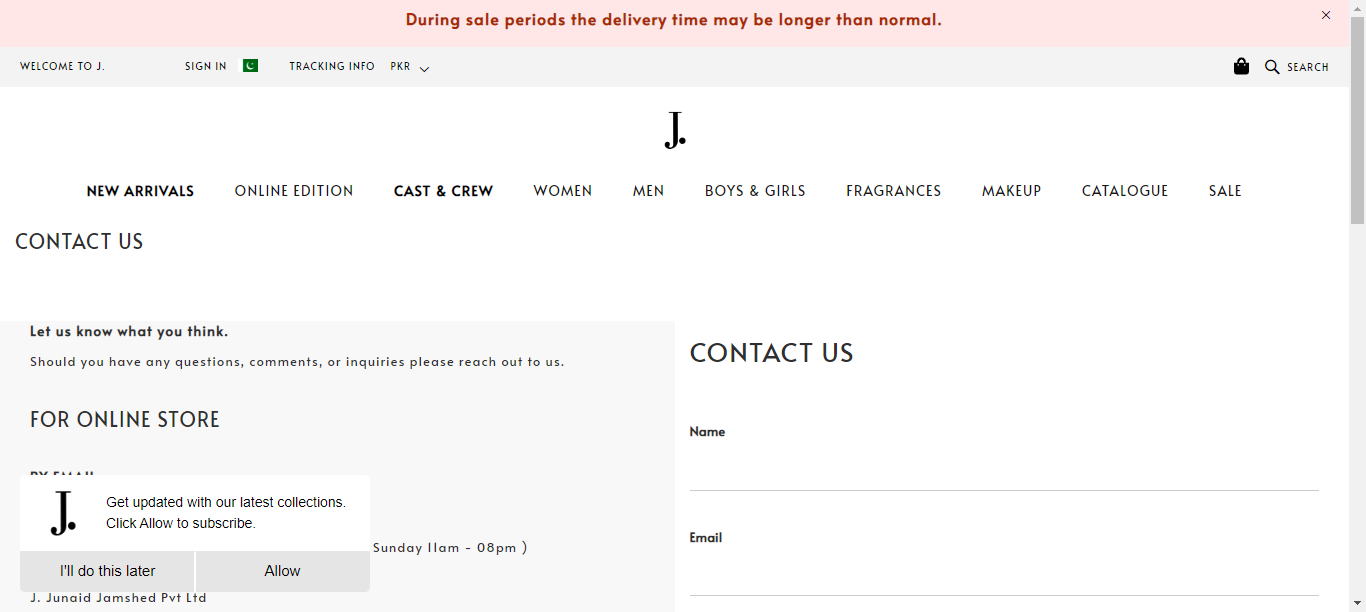 During sale periods the delivery time may be longer than normal.
WELCOME TO J. SIGN IN TRACKING INFO PKR SEARCH
J.
NEW ARRIVALS ONLINE EDITION CAST & CREW WOMEN MEN BOYS & GIRLS FRAGRANCES MAKEUP CATALOGUE SALE
CONTACT US
Let us know what you think.
Should you have any questions, comments, or inquiries please reach out to us.
FOR ONLINE STORE
BY EMAIL
J.
Get updated with our latest collections.
Click Allow to subscribe.
I'll do this later Allow
Sunday 11am - 08pm )
J. Junaid Jamshed Pvt Ltd
CONTACT US
Name
Email